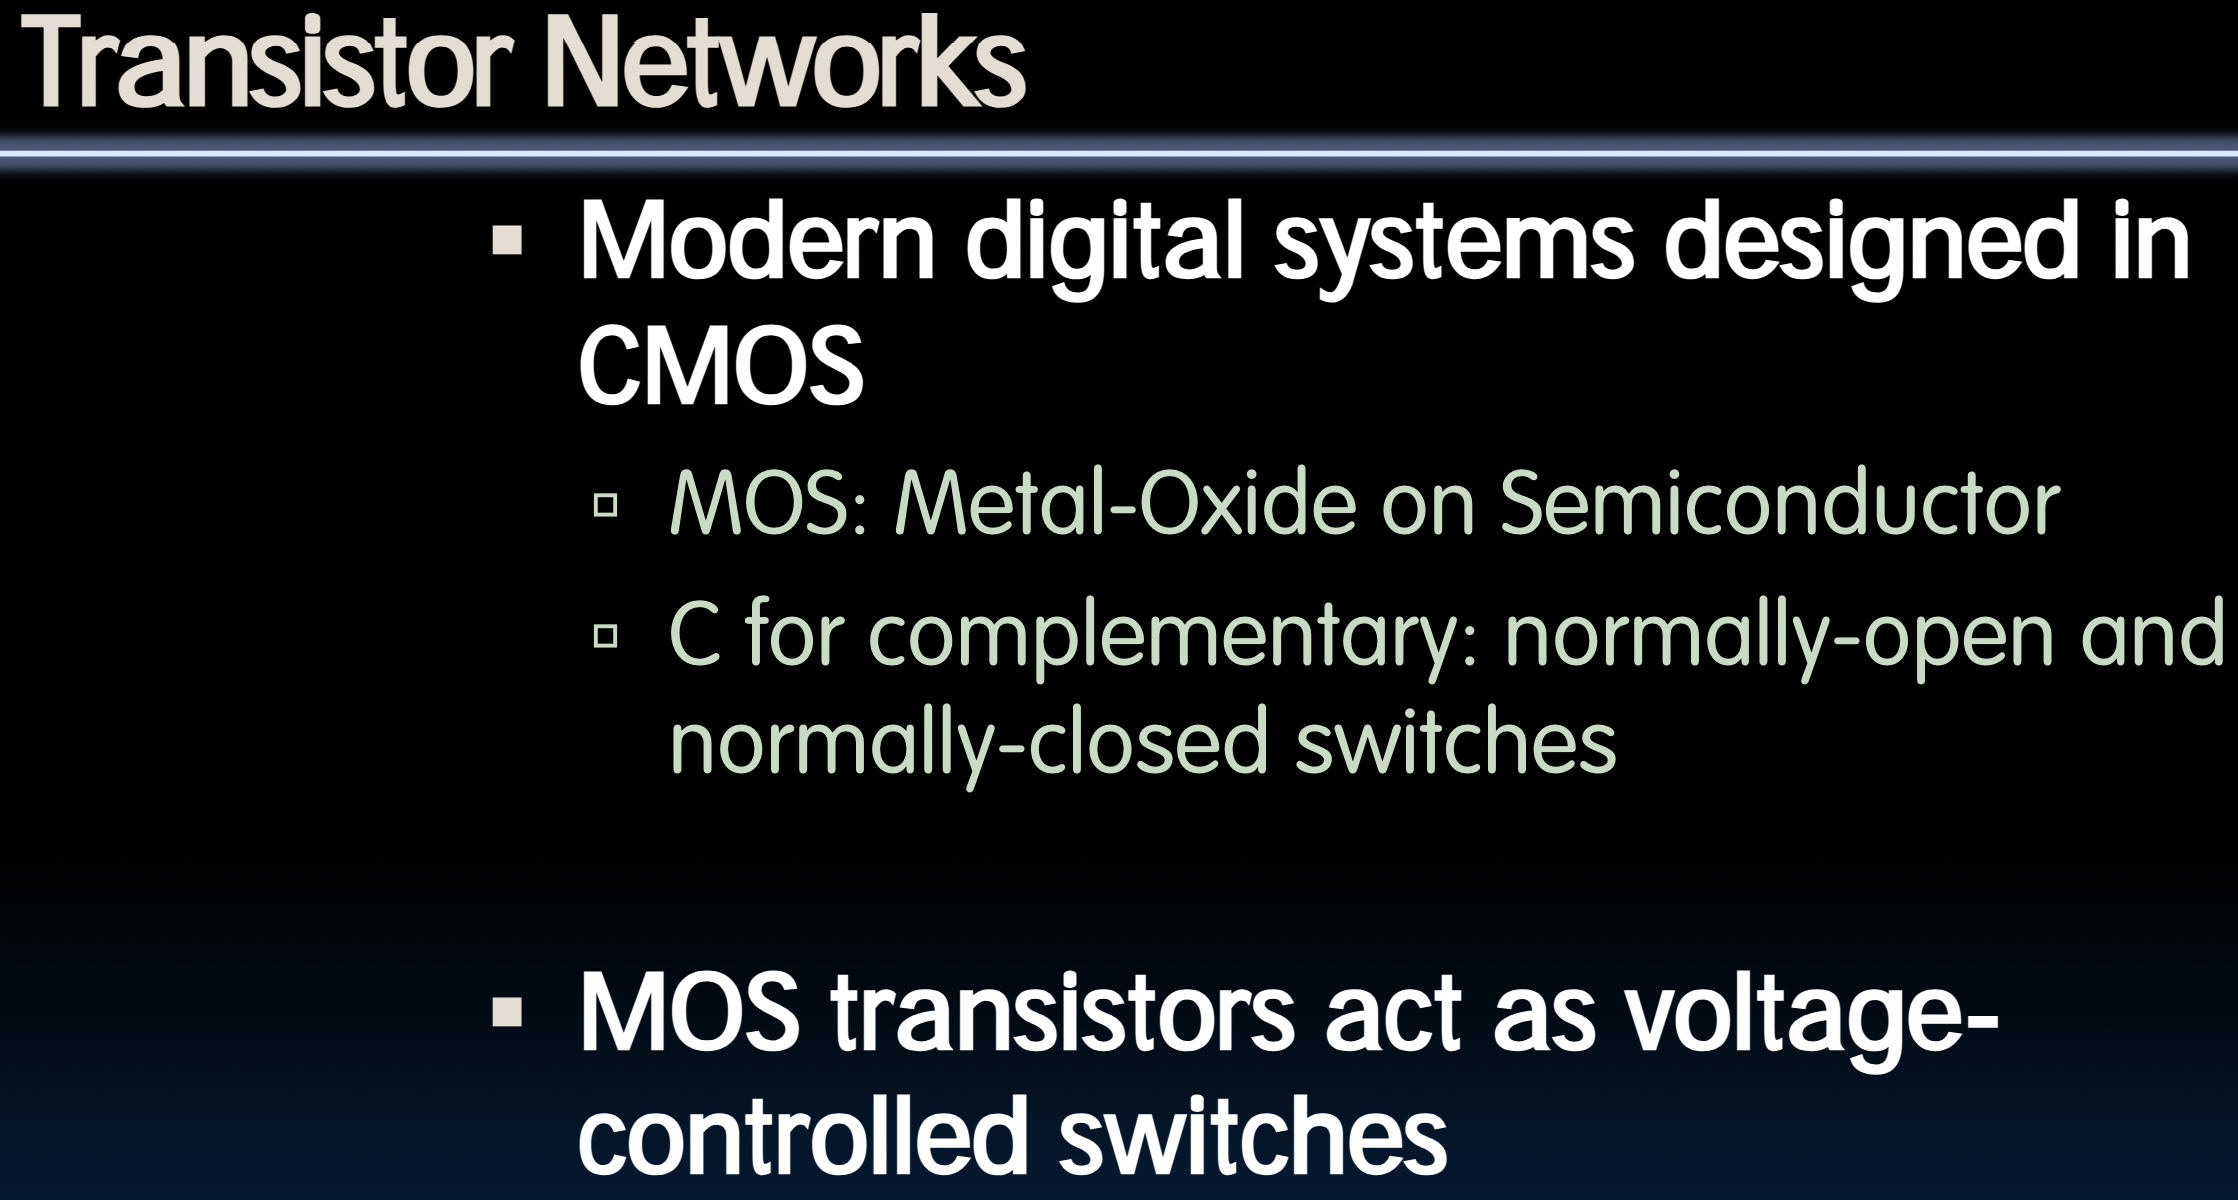 Transistor Networks
Modern digital systems designed in
CMOS
MOS: Metal-Oxide on Semiconductor
C for complementary: normally-open and
normally-closed switches
MOS transistors act as voltage-
controlled switches